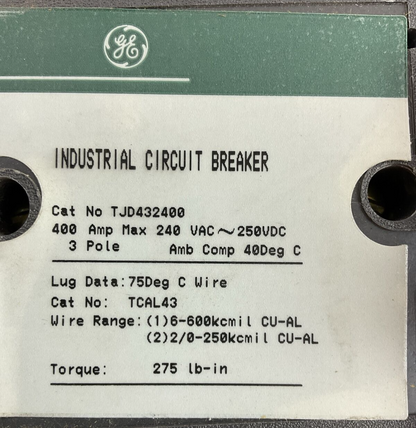 GE
INDUSTRIAL CIRCUIT BREAKER
Cat No TJD432400
400 Amp Max 240 VAC~250VDC
3 Pole Amb Comp 40Deg C
Lug Data:75Deg C Wire
Cat No: TCAL43
Wire Range:(1)6-600kcmil CU-AL
(2)2/0-250kcmil CU-AL
Torque: 275 lb-in